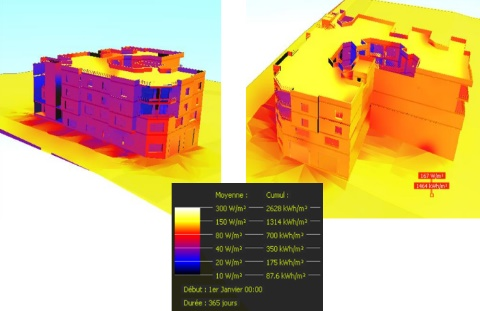 167 W/m²
1464 kWh/m²
Moyenne : Cumul :
300 W/m² 2628 kWh/m²
150 W/m² 1314 kWh/m²
80 W/m² 700 kWh/m²
40 W/m² 350 kWh/m²
20 W/m² 175 kWh/m²
10 W/m² 87.6 kWh/m²
Début : 1er Janvier 00:00
Durée : 365 jours